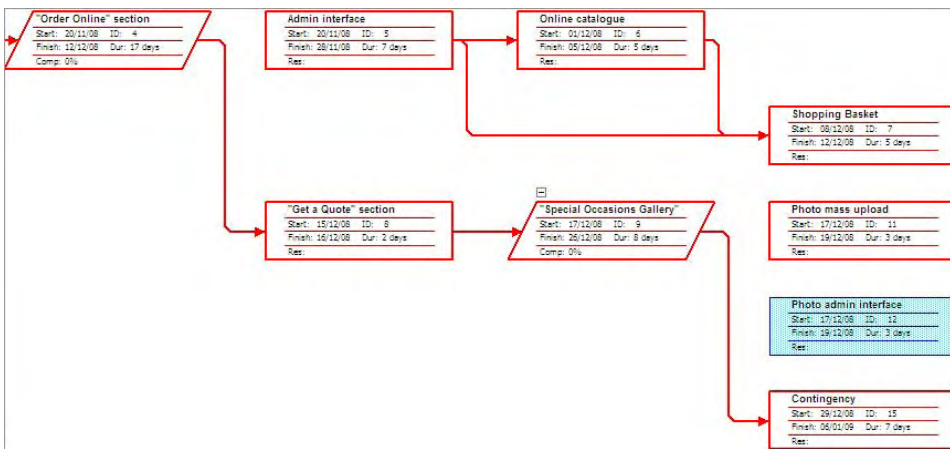 "Order Online" section
Start: 20/11/08 ID: 4
Finish: 12/12/08 Dur: 17 days
Comp: 0%
Admin interface
Start: 20/11/08 ID: 5
Finish: 28/11/08 Dur: 7 days
Res:
Online catalogue
Start: 01/12/08 ID: 6
Finish: 05/12/08 Dur: 5 days
Res:
Shopping Basket
Start: 08/12/08 ID: 7
Finish: 12/12/08 Dur: 5 days
Res:
"Get a Quote" section
Start: 15/12/08 ID: 8
Finish: 16/12/08 Dur: 2 days
Res:
"Special Occasions Gallery"
Start: 17/12/08 ID: 9
Finish: 26/12/08 Dur: 8 days
Comp: 0%
Photo mass upload
Start: 17/12/08 ID: 11
Finish: 19/12/08 Dur: 3 days
Res:
Photo admin interface
Start: 17/12/08 ID: 12
Finish: 19/12/08 Dur: 3 days
Res:
Contingency
Start: 29/12/08 ID: 15
Finish: 06/01/09 Dur: 7 days
Res: